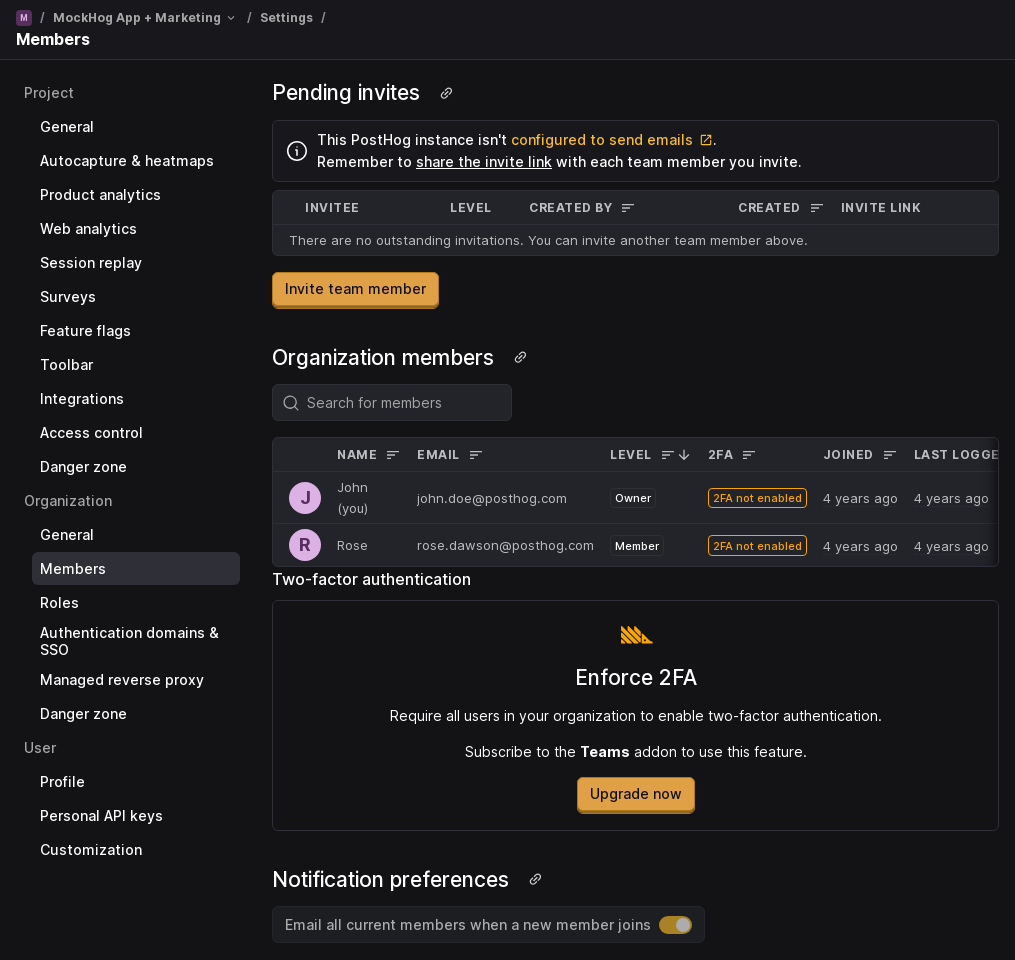 M / MockHog App + Marketing / Settings /
Members
Project
General
Autocapture & heatmaps
Product analytics
Web analytics
Session replay
Surveys
Feature flags
Toolbar
Integrations
Access control
Danger zone
Organization
General
Members
Roles
Authentication domains &
SSO
Managed reverse proxy
Danger zone
User
Profile
Personal API keys
Customization
Pending invites
This PostHog instance isn't configured to send emails .
Remember to share the invite link with each team member you invite.
INVITEE LEVEL CREATED BY CREATED INVITE LINK
There are no outstanding invitations. You can invite another team member above.
Invite team member
Organization members
Search for members
NAME EMAIL LEVEL 2FA JOINED LAST LOGGE
J John john.doe@posthog.com Owner 2FA not enabled 4 years ago 4 years ago
(you)
R Rose rose.dawson@posthog.com Member 2FA not enabled 4 years ago 4 years ago
Two-factor authentication
Enforce 2FA
Require all users in your organization to enable two-factor authentication.
Subscribe to the Teams addon to use this feature.
Upgrade now
Notification preferences
Email all current members when a new member joins